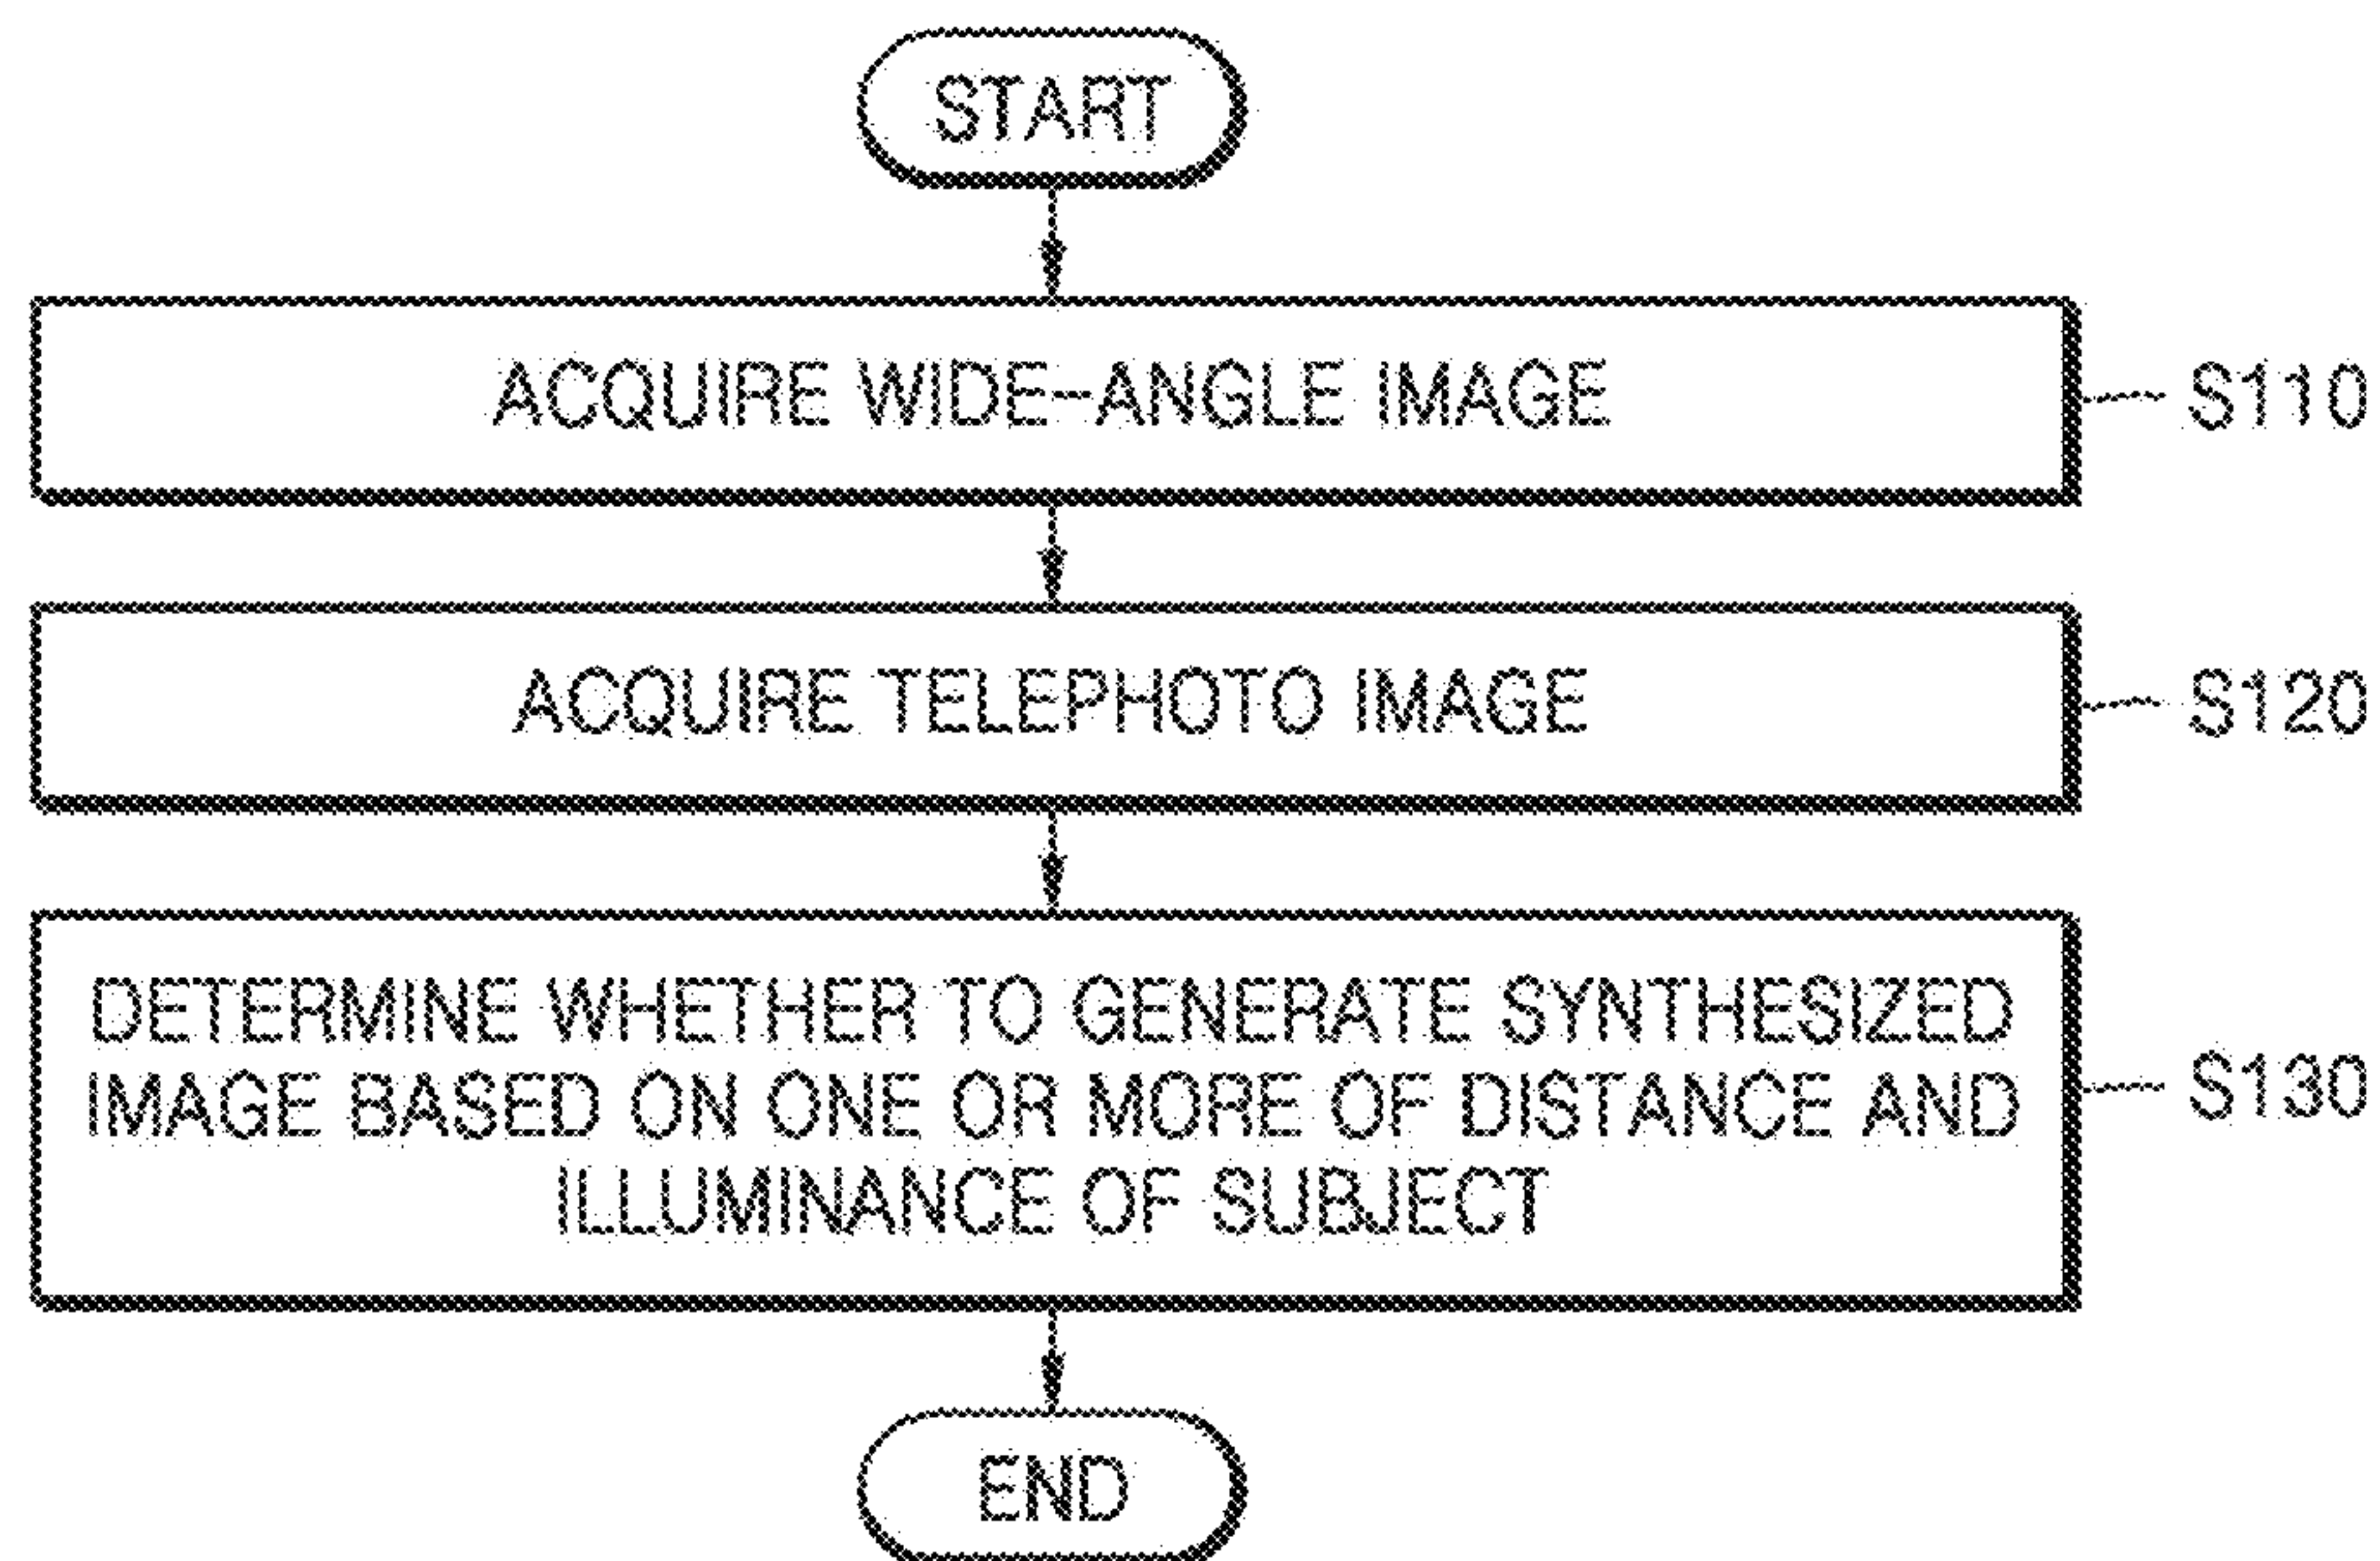 START
ACQUIRE WIDE-ANGLE IMAGE
S110
ACQUIRE TELEPHOTO IMAGE
S120
DETERMINE WHETHER TO GENERATE SYNTHESIZED
IMAGE BASED ON ONE OR MORE OF DISTANCE AND
ILLUMINANCE OF SUBJECT
S130
END